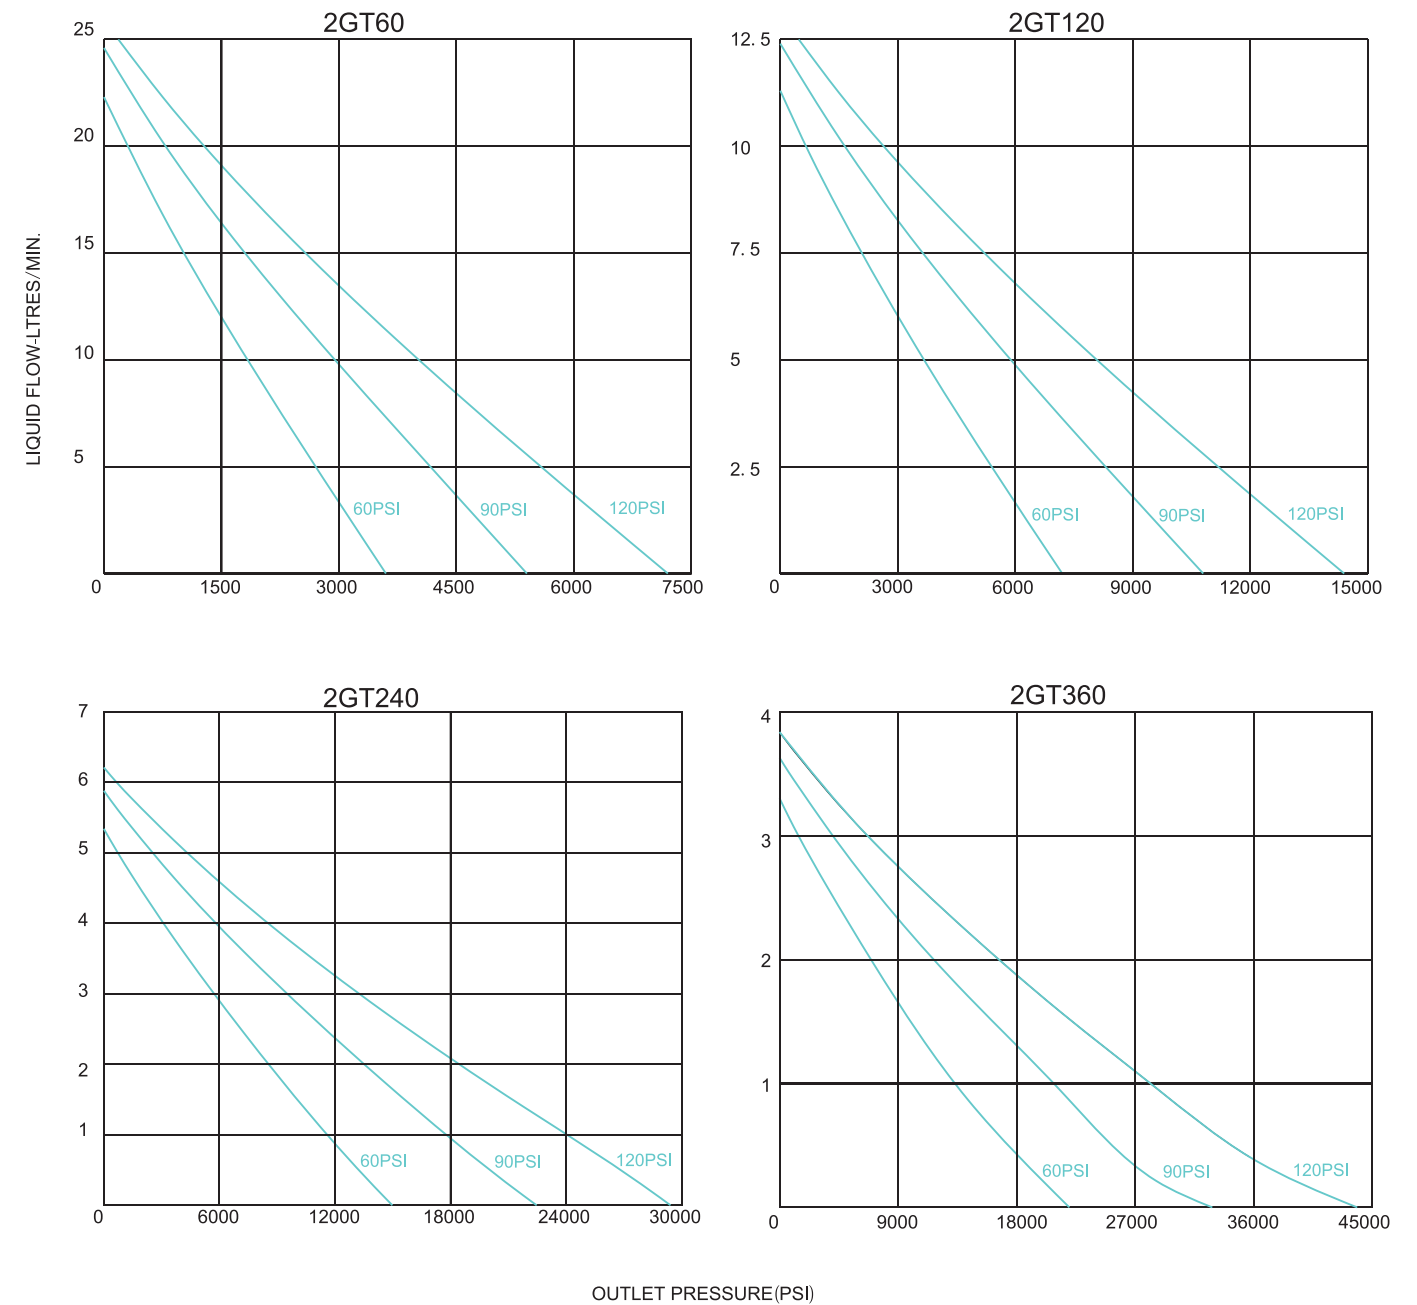 2GT60
25
20
15
10
5
60PSI
90PSI
120PSI
0 1500 3000 4500 6000 7500
2GT120
12.5
10
7.5
5
2.5
60PSI
90PSI
120PSI
0 3000 6000 9000 12000 15000
LIQUID FLOW-LTRES/MIN.
2GT240
7
6
5
4
3
2
1
60PSI
90PSI
120PSI
0 6000 12000 18000 24000 30000
2GT360
4
3
2
1
60PSI
90PSI
120PSI
0 9000 18000 27000 36000 45000
OUTLET PRESSURE(PSI)